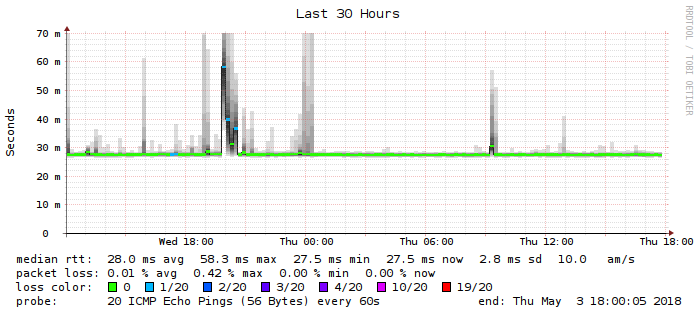 Last 30 Hours
RRDTOOL / TOBI OETIKER
Seconds
70 m
60 m
50 m
40 m
30 m
20 m
10 m
0
Wed 18:00 Thu 00:00 Thu 06:00 Thu 12:00 Thu 18:00
median rtt: 28.0 ms avg 58.3 ms max 27.5 ms min 27.5 ms now 2.8 ms sd 10.0 am/s
packet loss: 0.01 % avg 0.42 % max 0.00 % min 0.00 % now
loss color: 0 1/20 2/20 3/20 4/20 10/20 19/20
probe: 20 ICMP Echo Pings (56 Bytes) every 60s end: Thu May 3 18:00:05 2018